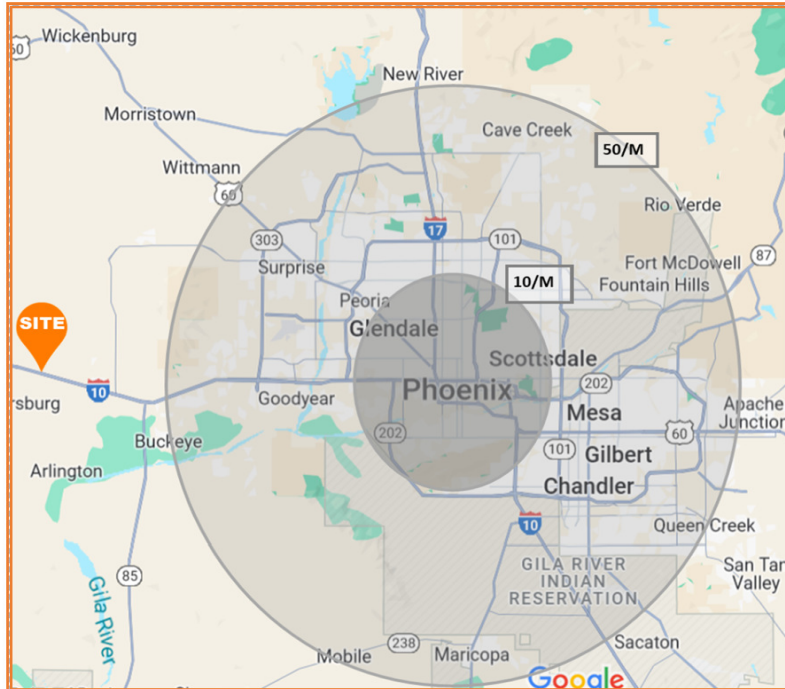 Wickenburg
60
New River
Morristown
Cave Creek
50/M
Wittmann
60
Rio Verde
17
303
101
87
Surprise
Fort McDowell
10/M
Fountain Hills
Peoria
SITE
Glendale
Scottsdale
Phoenix
202
10
rsburg
Goodyear
Mesa
Apache
Junction
202
60
Buckeye
101
Gilbert
Arlington
Chandler
10
Queen Creek
GILA RIVER
INDIAN
RESERVATION
San Tan
Valley
85
Gila River
238
Sacaton
Mobile
Maricopa
Google